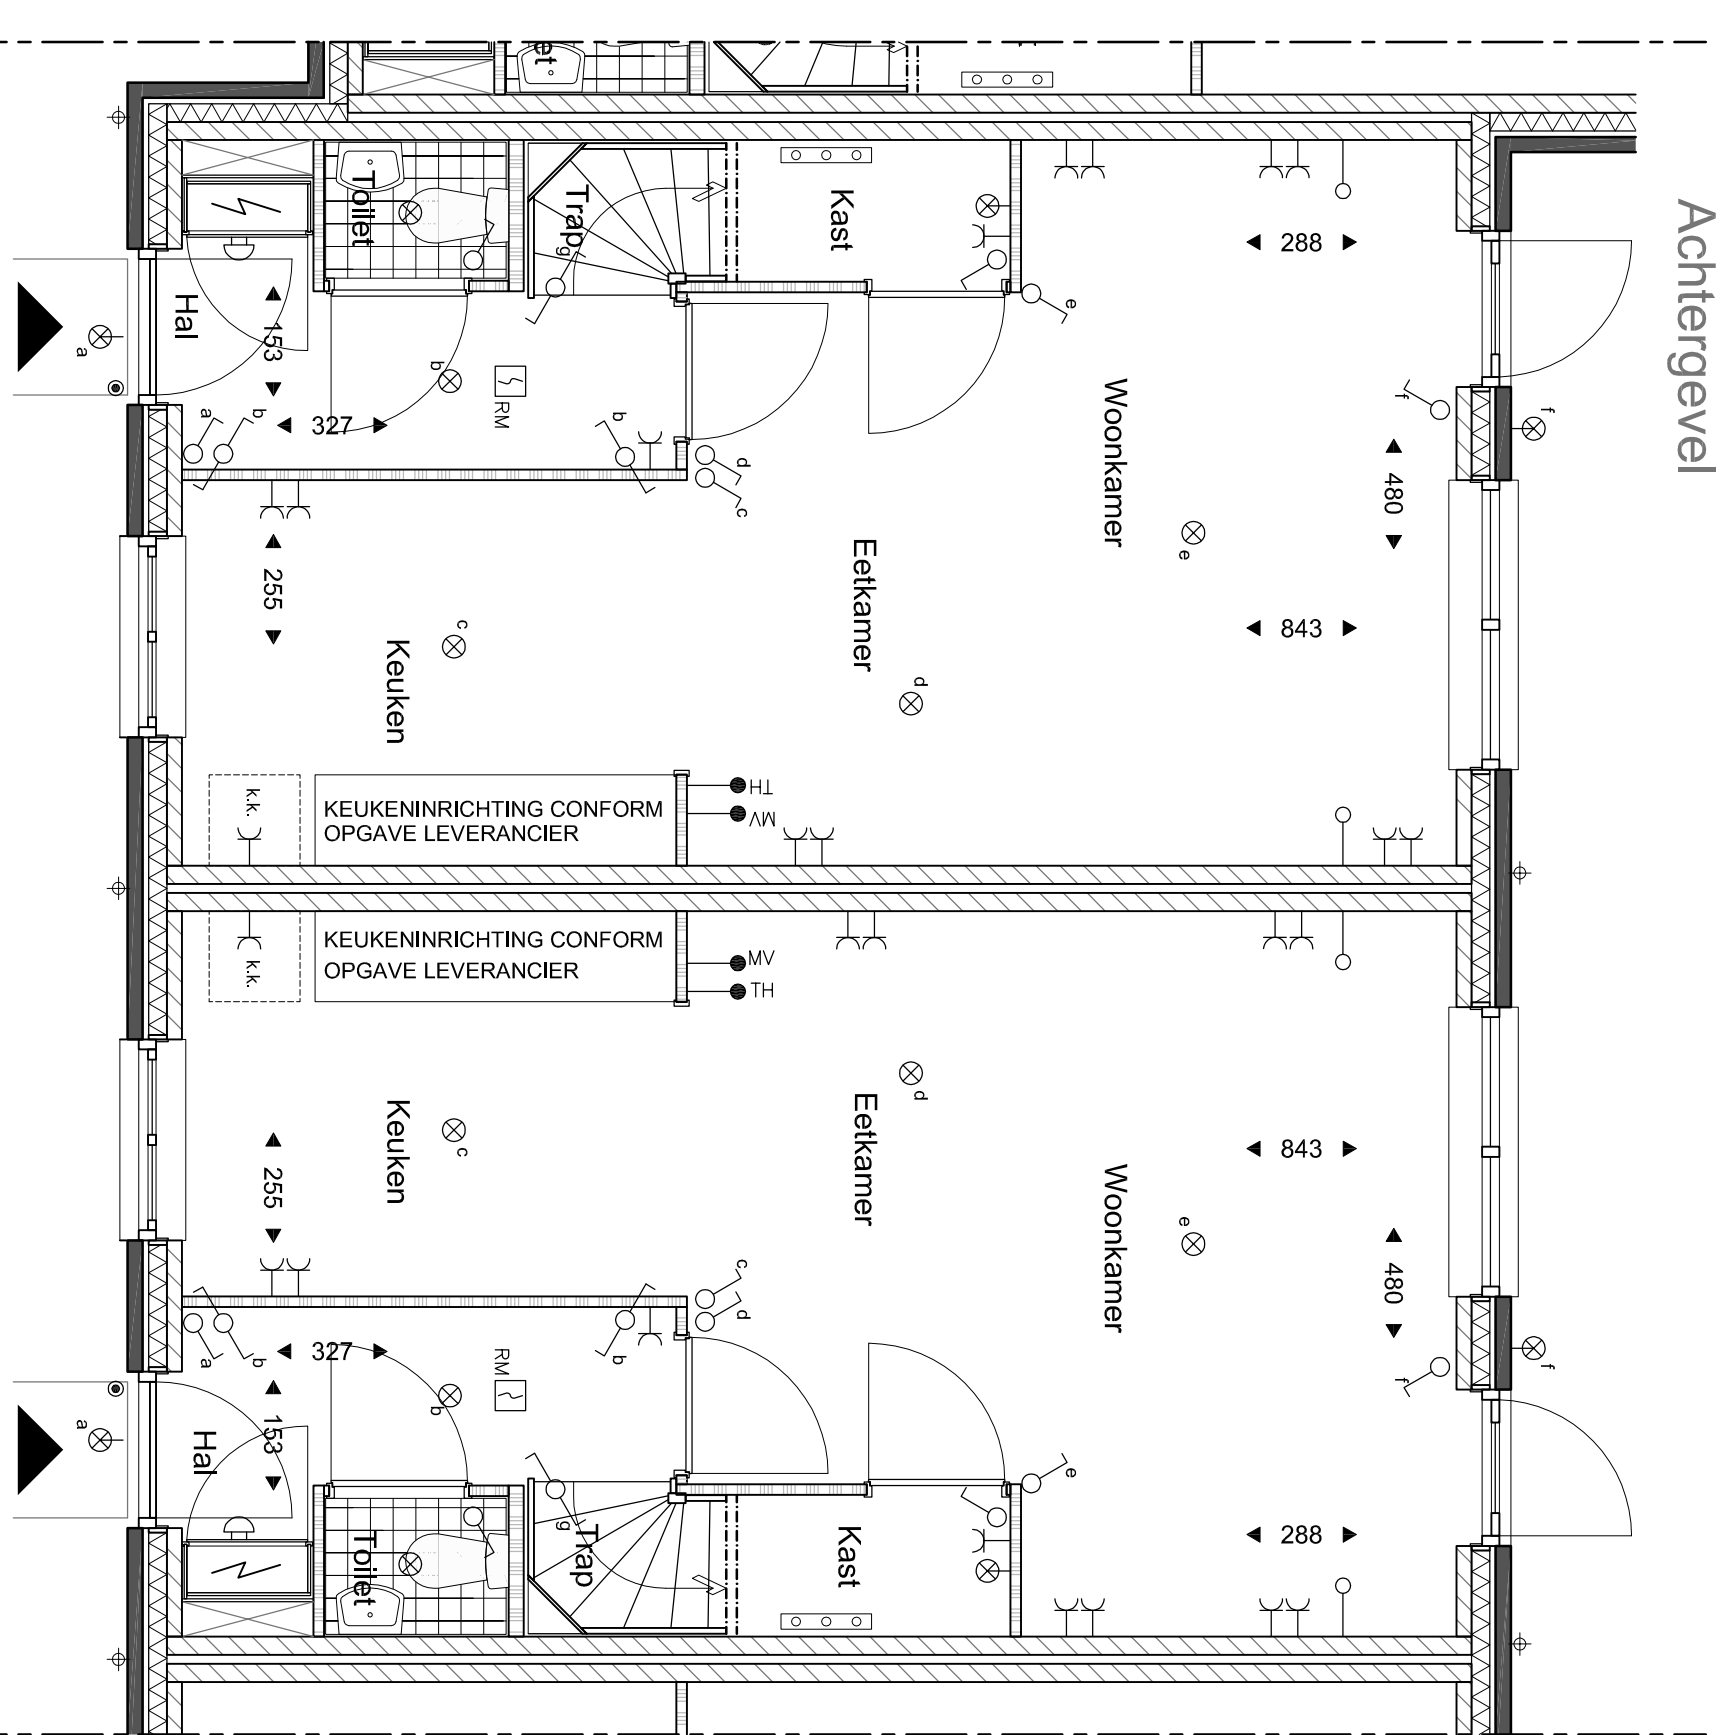 et
Achtergevel
Toilet
Trap
g
Kast
288
e
Hal
153
a
b
RM
327
a
b
b
d
c
Woonkamer
f
f
480
e
255
c
Keuken
Eetkamer
d
843
k.k.
KEUKENINRICHTING CONFORM
OPGAVE LEVERANCIER
TH
MV
k.k.
KEUKENINRICHTING CONFORM
OPGAVE LEVERANCIER
MV
TH
Keuken
c
255
Eetkamer
d
843
Woonkamer
e
480
c
d
a
b
327
RM
b
b
f
f
a
Hal
153
Toilet
Trap
g
Kast
e
288